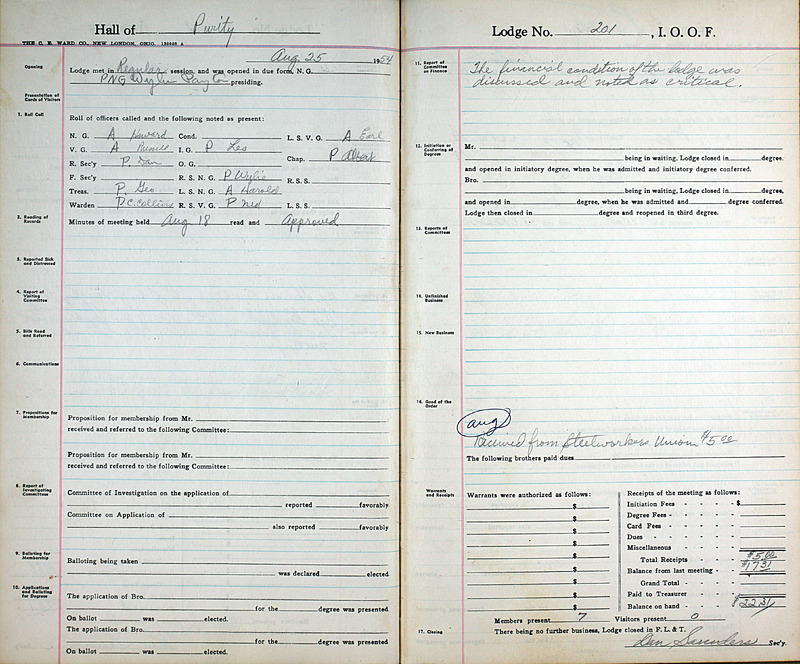 Hall of Purity
THE C. E. WARD CO., NEW LONDON, OHIO.
Aug. 25 1954
Opening
Lodge met in Regular session, and was opened in due form, N. G.
PNG presiding.
Presentation of Cards of Visitors
1. Roll Call
Roll of officers called and the following noted as present:
N. G. A Howard Cond. L. S. V. G. A Earl
V. G. A I. G. P Les
Chap. P Albert
R. Sec'y P. Dan O. G.
F. Sec'y R. S. N. G. P Wylie R. S. S.
Treas. P. Geo L. S. N. G. A Harold
Warden P C. Collins R. S. V. G. P Ned L. S. S.
2. Reading of Records
Minutes of meeting held Aug 18 read and Approved
3. Reported Sick and Distressed
4. Report of Visiting Committee
5. Bills Read and Referred
6. Communications
7. Propositions for Membership
Proposition for membership from Mr.
received and referred to the following Committee:
Proposition for membership from Mr.
received and referred to the following Committee:
8. Report of Investigating Committees
Committee of Investigation on the application of
reported favorably
Committee on Application of
also reported favorably
9. Balloting for Membership
Balloting being taken
was declared elected
10. Applications and Balloting for Degrees
The application of Bro.
for the degree was presented
On ballot was elected.
The application of Bro.
for the degree was presented
On ballot was elected.
Lodge No. 201, I. O. O. F.
11. Report of Committee on Finance
The financial condition of the lodge was
discussed and noted as critical.
12. Initiation or Conferring of Degrees
Mr.
being in waiting, Lodge closed in degree,
and opened in initiatory degree, when he was admitted and initiatory degree conferred.
Bro.
being in waiting, Lodge closed in degree,
and opened in degree, when he was admitted and degree conferred.
Lodge then closed in degree and reopened in third degree.
13. Reports of Committees
14. Unfinished Business
15. New Business
16. Good of the Order
Aug
Received from Steelworkers Union $5.00
The following brothers paid dues
Warrants and Receipts
Warrants were authorized as follows:
$
$
$
$
$
$
$
$
$
Receipts of the meeting as follows:
Initiation Fees - - - - $
Degree Fees - - - - -
Card Fees - - - - -
Dues - - - - -
Miscellaneous - - - -
Total Receipts - - - $5.00
Balance from last meeting - - $17.31
Grand Total - - - -
Paid to Treasurer - - -
Balance on hand - - - $22.31
Members present 7 Visitors present 0
17. Closing
There being no further business, Lodge closed in F. L. & T.
Dan Saunders Sec'y.